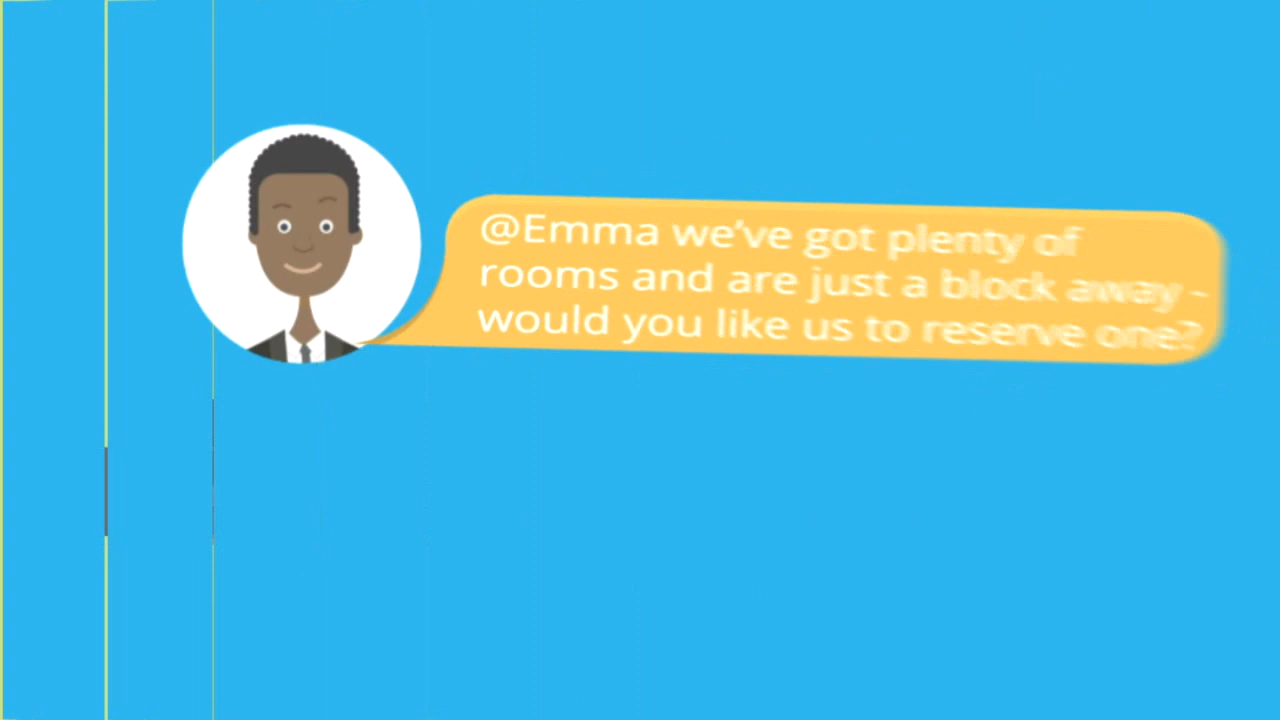 @Emma we've got plenty of
rooms and are just a block away -
would you like us to reserve one?